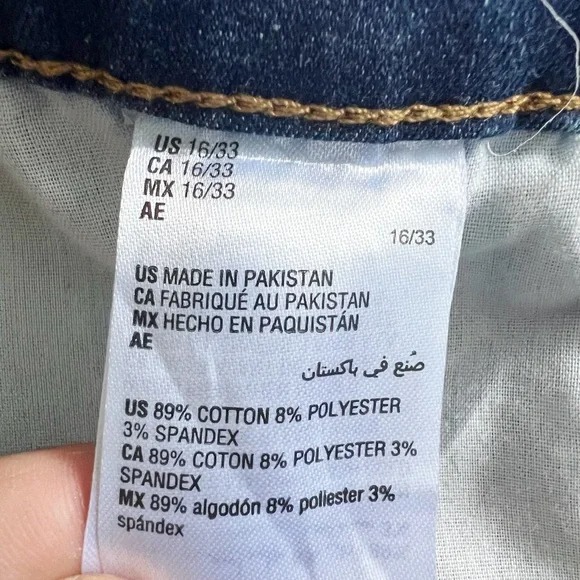 US 16/33
CA 16/33
MX 16/33
AE
16/33
US MADE IN PAKISTAN
CA FABRIQUÉ AU PAKISTAN
MX HECHO EN PAQUISTÁN
AE
صُنع في باكستان
US 89% COTTON 8% POLYESTER
3% SPANDEX
CA 89% COTON 8% POLYESTER 3%
SPANDEX
MX 89% algodón 8% poliester 3%
spándex